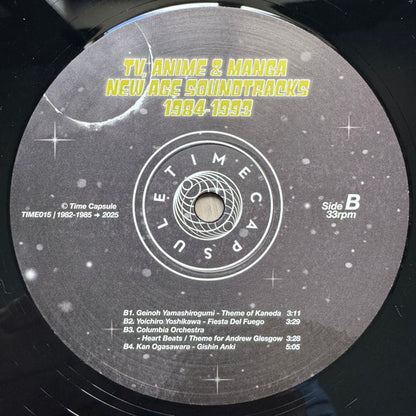 TV, ANIME & MANGA
NEW AGE SOUNDTRACKS
1984-1993
TIME CAPSULE
© Time Capsule
TIME015 | 1982-1985 → 2025
Side B
33rpm
B1. Geinoh Yamashirogumi - Theme of Kaneda 3:11
B2. Yoichiro Yoshikawa - Fiesta Del Fuego 3:29
B3. Columbia Orchestra
- Heart Beats / Theme for Andrew Glesgow 3:28
B4. Kan Ogasawara - Gishin Anki 5:05